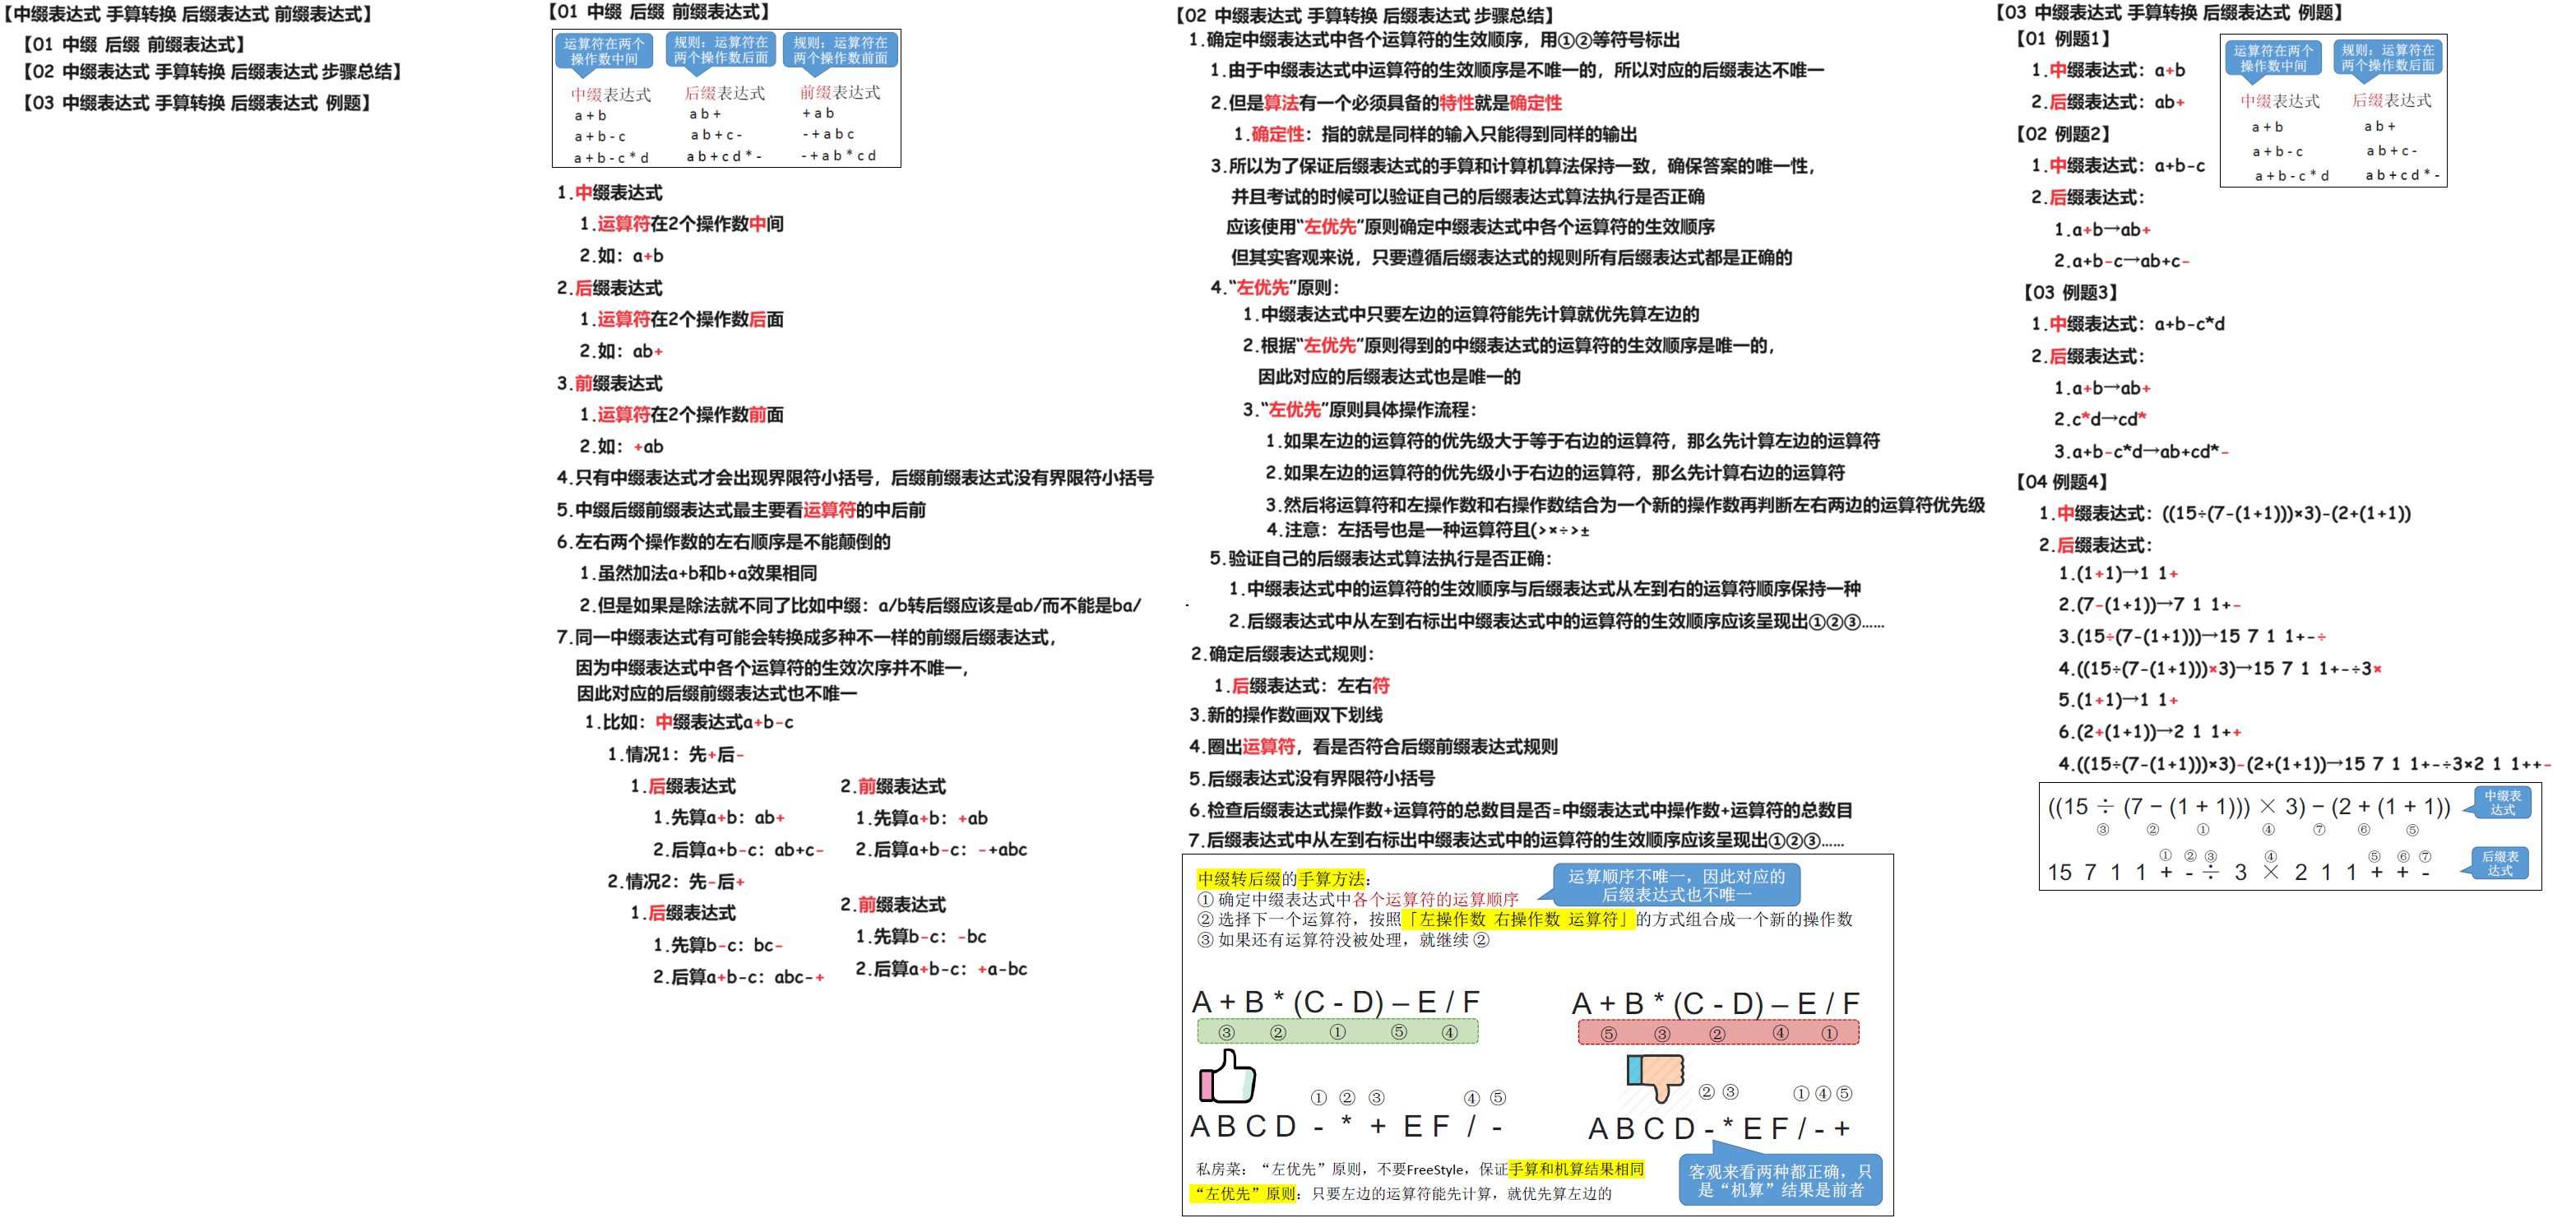 【中缀表达式 手算转换 后缀表达式 前缀表达式】
【01 中缀 后缀 前缀表达式】
【02 中缀表达式 手算转换 后缀表达式 步骤总结】
【03 中缀表达式 手算转换 后缀表达式 例题】
【01 中缀 后缀 前缀表达式】
运算符在两个
操作数中间
规则：运算符在
两个操作数后面
规则：运算符在
两个操作数前面
中缀表达式 后缀表达式 前缀表达式
a + b a b + + a b
a + b - c a b + c - - + a b c
a + b - c * d a b + c d * - - + a b * c d
1.中缀表达式
1.运算符在2个操作数中间
2.如：a+b
2.后缀表达式
1.运算符在2个操作数后面
2.如：ab+
3.前缀表达式
1.运算符在2个操作数前面
2.如：+ab
4.只有中缀表达式才会出现界限符小括号，后缀前缀表达式没有界限符小括号
5.中缀后缀前缀表达式最主要看运算符的中后前
6.左右两个操作数的左右顺序是不能颠倒的
1.虽然加法a+b和b+a效果相同
2.但是如果是除法就不同了比如中缀：a/b转后缀应该是ab/而不能是ba/
7.同一中缀表达式有可能会转换成多种不一样的前缀后缀表达式，
因为中缀表达式中各个运算符的生效次序并不唯一，
因此对应的后缀前缀表达式也不唯一
1.比如：中缀表达式a+b-c
1.情况1：先+后-
1.后缀表达式
1.先算a+b：ab+
2.后算a+b-c：ab+c-
2.前缀表达式
1.先算a+b：+ab
2.后算a+b-c：-+abc
2.情况2：先-后+
1.后缀表达式
1.先算b-c：bc-
2.后算a+b-c：abc-+
2.前缀表达式
1.先算b-c：-bc
2.后算a+b-c：+a-bc
【02 中缀表达式 手算转换 后缀表达式 步骤总结】
1.确定中缀表达式中各个运算符的生效顺序，用①②等符号标出
1.由于中缀表达式中运算符的生效顺序是不唯一的，所以对应的后缀表达不唯一
2.但是算法有一个必须具备的特性就是确定性
1.确定性：指的就是同样的输入只能得到同样的输出
3.所以为了保证后缀表达式的手算和计算机算法保持一致，确保答案的唯一性，
并且考试的时候可以验证自己的后缀表达式算法执行是否正确
应该使用“左优先”原则确定中缀表达式中各个运算符的生效顺序
但其实客观来说，只要遵循后缀表达式的规则所有后缀表达式都是正确的
4.“左优先”原则：
1.中缀表达式中只要左边的运算符能先计算就优先算左边的
2.根据“左优先”原则得到的中缀表达式的运算符的生效顺序是唯一的，
因此对应的后缀表达式也是唯一的
3.“左优先”原则具体操作流程：
1.如果左边的运算符的优先级大于等于右边的运算符，那么先计算左边的运算符
2.如果左边的运算符的优先级小于右边的运算符，那么先计算右边的运算符
3.然后将运算符和左操作数和右操作数结合为一个新的操作数再判断左右两边的运算符优先级
4.注意：左括号也是一种运算符且(>×÷>±
5.验证自己的后缀表达式算法执行是否正确：
1.中缀表达式中的运算符的生效顺序与后缀表达式从左到右的运算符顺序保持一种
2.后缀表达式中从左到右标出中缀表达式中的运算符的生效顺序应该呈现出①②③……
2.确定后缀表达式规则：
1.后缀表达式：左右符
3.新的操作数画双下划线
4.圈出运算符，看是否符合后缀前缀表达式规则
5.后缀表达式没有界限符小括号
6.检查后缀表达式操作数+运算符的总数目是否=中缀表达式中操作数+运算符的总数目
7.后缀表达式中从左到右标出中缀表达式中的运算符的生效顺序应该呈现出①②③……
中缀转后缀的手算方法：
① 确定中缀表达式中各个运算符的运算顺序
② 选择下一个运算符，按照「左操作数 右操作数 运算符」的方式组合成一个新的操作数
③ 如果还有运算符没被处理，就继续 ②
运算顺序不唯一，因此对应的
后缀表达式也不唯一
A + B * (C - D) – E / F
③ ② ① ⑤ ④
① ② ③ ④ ⑤
A B C D - * + E F / -
A + B * (C - D) – E / F
⑤ ③ ② ④ ①
② ③ ① ④ ⑤
A B C D - * E F / - +
私房菜：“左优先”原则，不要FreeStyle，保证手算和机算结果相同
“左优先”原则：只要左边的运算符能先计算，就优先算左边的
客观来看两种都正确，只
是“机算”结果是前者
【03 中缀表达式 手算转换 后缀表达式 例题】
【01 例题1】
1.中缀表达式：a+b
2.后缀表达式：ab+
【02 例题2】
1.中缀表达式：a+b-c
2.后缀表达式：
1.a+b→ab+
2.a+b-c→ab+c-
运算符在两个
操作数中间
规则：运算符在
两个操作数后面
中缀表达式 后缀表达式
a + b a b +
a + b - c a b + c -
a + b - c * d a b + c d * -
【03 例题3】
1.中缀表达式：a+b-c*d
2.后缀表达式：
1.a+b→ab+
2.c*d→cd*
3.a+b-c*d→ab+cd*-
【04 例题4】
1.中缀表达式：((15÷(7-(1+1)))×3)-(2+(1+1))
2.后缀表达式：
1.(1+1)→1 1+
2.(7-(1+1))→7 1 1+-
3.(15÷(7-(1+1)))→15 7 1 1+-÷
4.((15÷(7-(1+1)))×3)→15 7 1 1+-÷3×
5.(1+1)→1 1+
6.(2+(1+1))→2 1 1++
4.((15÷(7-(1+1)))×3)-(2+(1+1))→15 7 1 1+-÷3×2 1 1++-
((15 ÷ (7 − (1 + 1))) × 3) − (2 + (1 + 1))
中缀表
达式
③ ② ① ④ ⑦ ⑥ ⑤
① ② ③ ④ ⑤ ⑥ ⑦
15 7 1 1 + - ÷ 3 × 2 1 1 + + -
后缀表
达式